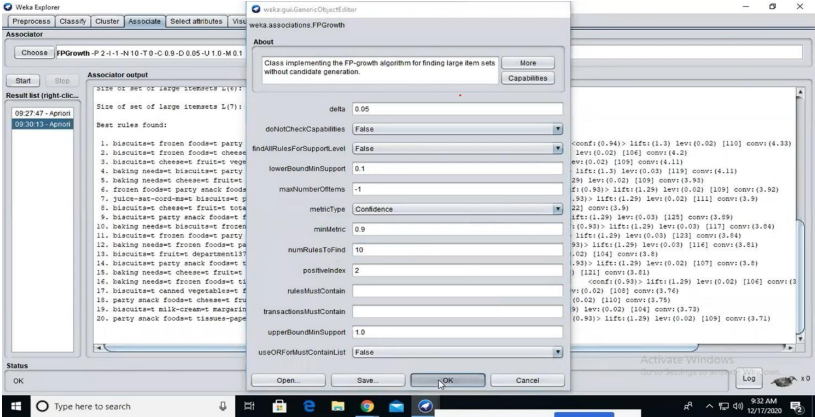 Weka Explorer
Preprocess Classify Cluster Associate Select attributes Visu
Associator
Choose FPGrowth -P 2 -I -1 -N 10 -T 0 -C 0.9 -D 0.05 -U 1.0 -M 0.1
Start Stop
Associator output
Result list (right-clic...
09:27:47 - Apriori
09:30:13 - Apriori
Size of set of large itemsets L(6):
Size of set of large itemsets L(7):
Best rules found:
1. biscuits=t frozen foods=t party
2. biscuits=t frozen foods=t cheese
3. biscuits=t cheese=t fruit=t vege
4. baking needs=t biscuits=t party
5. biscuits=t cheese=t fruit=t
6. frozen foods=t party snack foods
7. juice-sat-cord-ms=t biscuits=t p
8. biscuits=t cheese=t fruit=t tota
9. biscuits=t party snack foods=t f
10. baking needs=t biscuits=t frozen
11. biscuits=t frozen foods=t party
12. baking needs=t frozen foods=t pa
13. biscuits=t fruit=t department137
14. baking needs=t party snack foods=t
15. party snack foods=t
16. baking needs=t frozen foods=t ti
17. biscuits=t canned vegetables=t f
18. party snack foods=t cheese=t fru
19. biscuits=t milk-cream=t margarin
20. party snack foods=t tissues-pape
<conf:(0.94)> lift:(1.3) lev:(0.02) [110] conv:(4.33)
lev:(0.02) [106] conv:(4.2)
lev:(0.02) [109] conv:(4.11)
lift:(1.3) lev:(0.03) [119] conv:(4.11)
lift:(1.29) lev:(0.02) [109] conv:(3.93)
f:(0.93)> lift:(1.29) lev:(0.02) [109] conv:(3.92)
.93)> lift:(1.29) lev:(0.02) [111] conv:(3.9)
22] conv:(3.9)
ift:(1.29) lev:(0.03) [125] conv:(3.89)
:(0.93)> lift:(1.29) lev:(0.03) [117] conv:(3.84)
lift:(1.29) lev:(0.03) [123] conv:(3.84)
93)> lift:(1.29) lev:(0.03) [116] conv:(3.81)
.02) [104] conv:(3.8)
.93)> lift:(1.29) lev:(0.02) [107] conv:(3.8)
) [121] conv:(3.81)
<conf:(0.93)> lift:(1.29) lev:(0.02) [106] conv:(3
v:(0.02) [108] conv:(3.76)
(0.02) [110] conv:(3.75)
9) lev:(0.02) [104] conv:(3.73)
(0.93)> lift:(1.29) lev:(0.02) [109] conv:(3.71)
weka.gui.GenericObjectEditor
weka.associations.FPGrowth
About
Class implementing the FP-growth algorithm for finding large item sets
without candidate generation.
More
Capabilities
delta 0.05
doNotCheckCapabilities False
findAllRulesForSupportLevel False
lowerBoundMinSupport 0.1
maxNumberOfItems -1
metricType Confidence
minMetric 0.9
numRulesToFind 10
positiveIndex 2
rulesMustContain
transactionsMustContain
upperBoundMinSupport 1.0
useORForMustContainList False
Open... Save... OK Cancel
Status
OK
Activate Windows
Log x 0
Type here to search
9:32 AM
12/17/2020